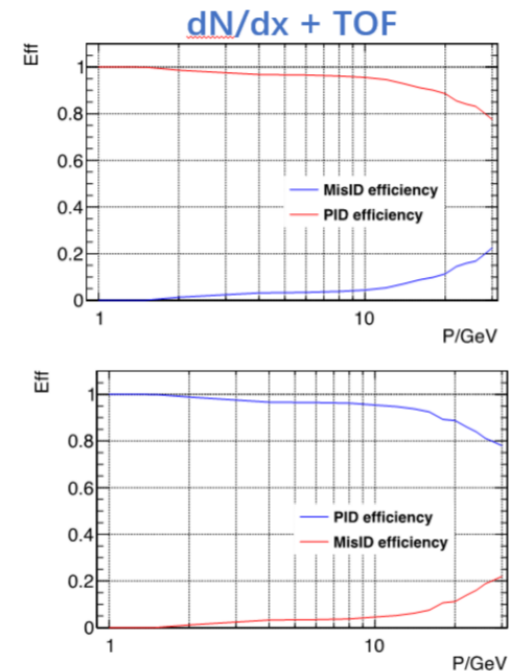 dN/dx + TOF
Eff
1
0.8
0.6
0.4
0.2
0
MisID efficiency
PID efficiency
1
10
P/GeV
Eff
1
0.8
0.6
0.4
0.2
0
PID efficiency
MisID efficiency
1
10
P/GeV